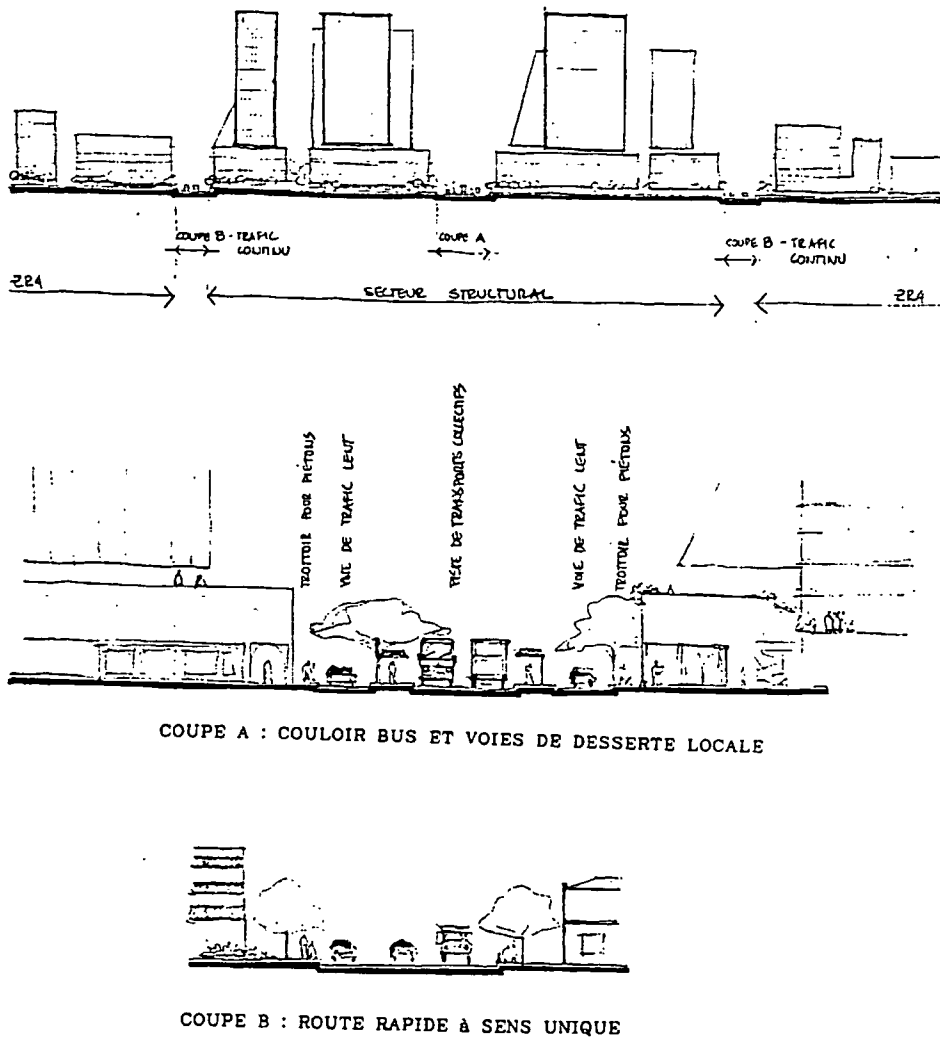 COUPE B - TRAFIC
CONTINU
COUPE A
COUPE B - TRAFIC
CONTINU
ZR4
SECTEUR STRUCTURAL
ZR4
TROTTOIR POUR PIÉTONS
VOIE DE TRAFIC LENT
PISTE DE TRANSPORTS COLLECTIFS
VOIE DE TRAFIC LENT
TROTTOIR POUR PIÉTONS
COUPE A : COULOIR BUS ET VOIES DE DESSERTE LOCALE
COUPE B : ROUTE RAPIDE à SENS UNIQUE